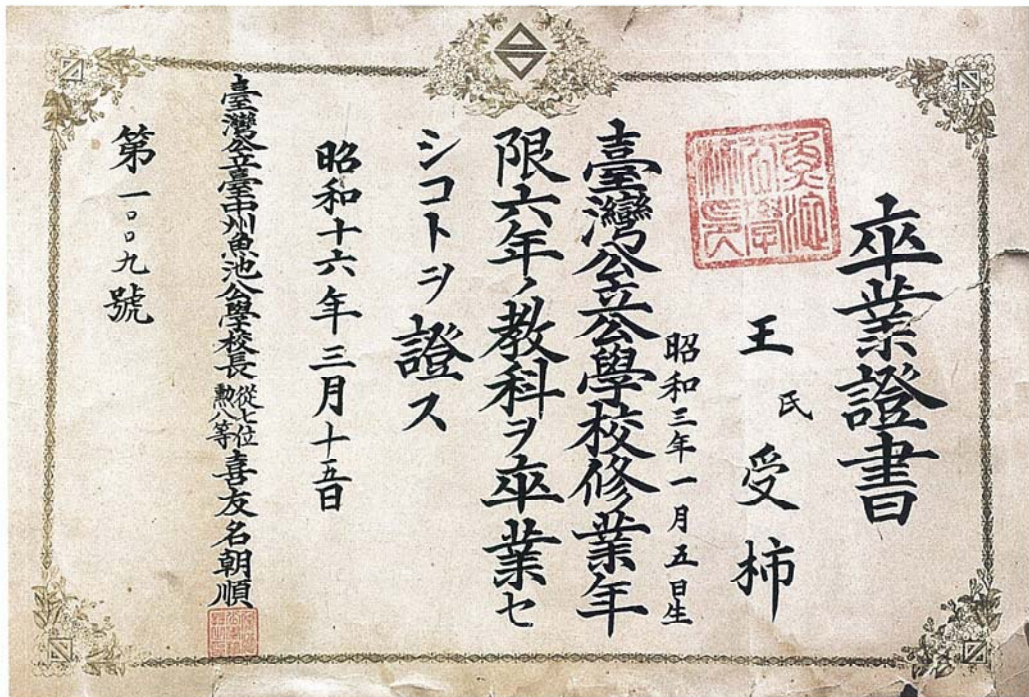 卒業證書
王氏受柿
昭和三年一月五日生
臺灣公立公學校修業年
限六年ノ教科ヲ卒業セ
シコトヲ證ス
昭和十六年三月十五日
臺灣公立臺中州魚池公學校長 從七位 勲八等 喜友名朝順
第一〇〇九號